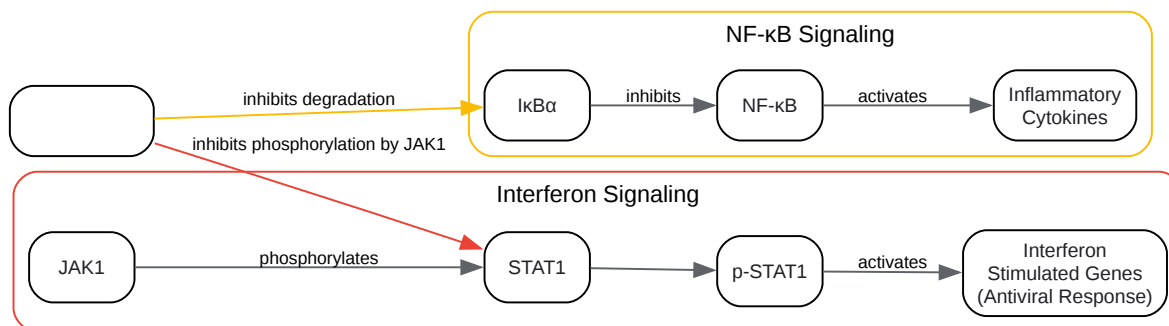 NF-κB Signaling
inhibits degradation
IκBα
inhibits
NF-κB
activates
Inflammatory
Cytokines
inhibits phosphorylation by JAK1
Interferon Signaling
JAK1
phosphorylates
STAT1
p-STAT1
activates
Interferon
Stimulated Genes
(Antiviral Response)